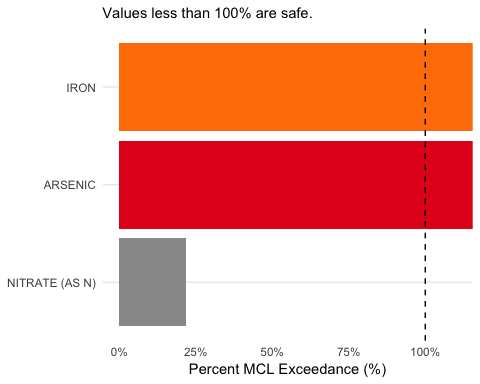 Values less than 100% are safe.
IRON
ARSENIC
NITRATE (AS N)
0% 25% 50% 75% 100%
Percent MCL Exceedance (%)